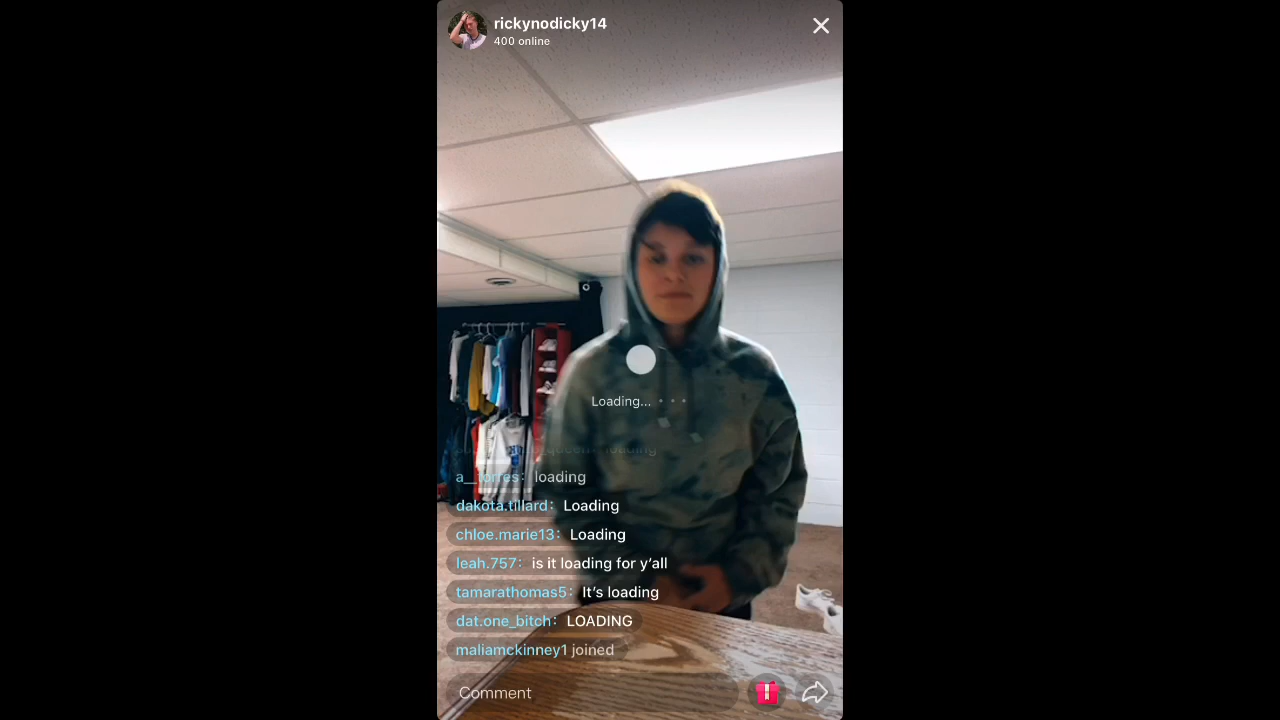 rickynodicky14
400 online
Loading...
loading
a__torres: loading
dakota.tillard: Loading
chloe.marie13: Loading
leah.757: is it loading for y’all
tamarathomas5: It’s loading
dat.one_bitch: LOADING
maliamckinney1 joined
Comment